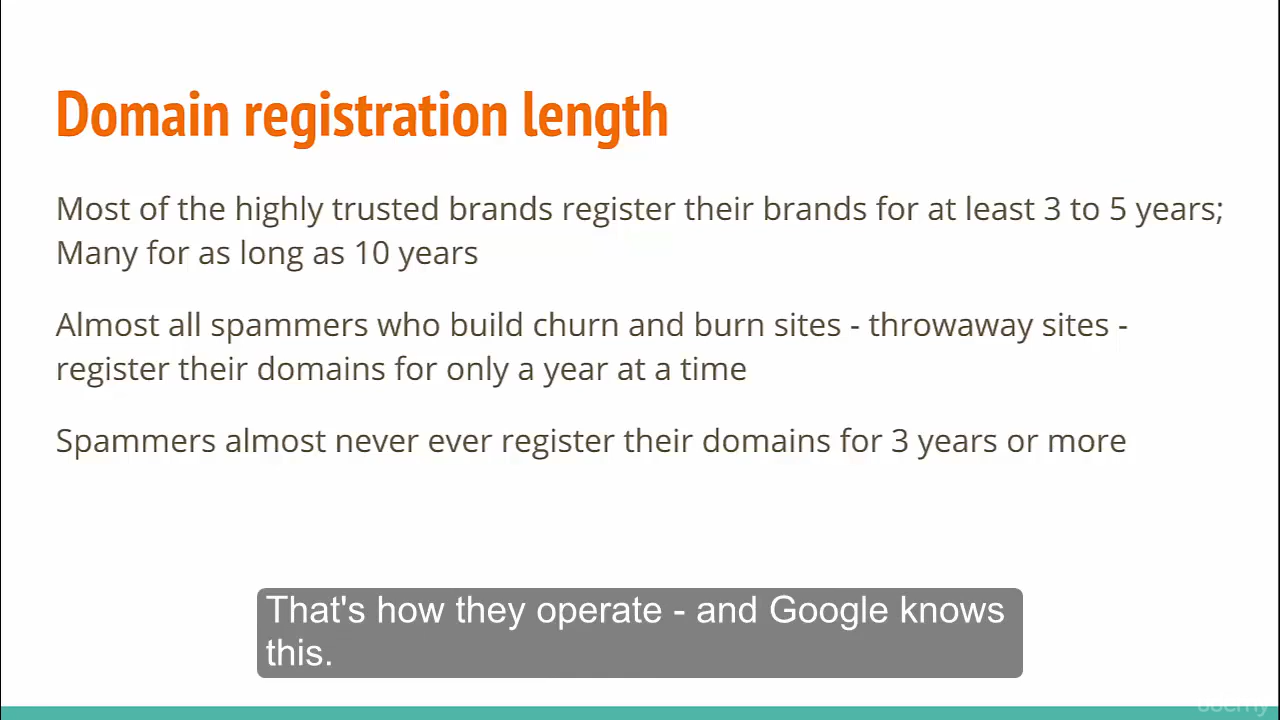 Domain registration length
Most of the highly trusted brands register their brands for at least 3 to 5 years;
Many for as long as 10 years
Almost all spammers who build churn and burn sites - throwaway sites -
register their domains for only a year at a time
Spammers almost never ever register their domains for 3 years or more
That's how they operate - and Google knows
this.